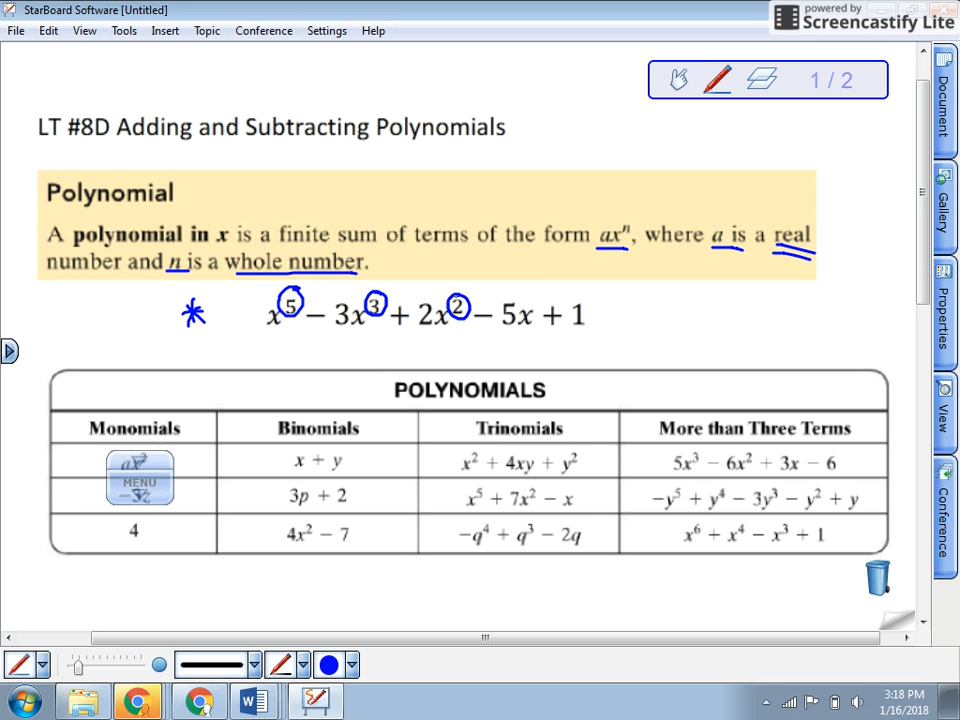 StarBoard Software [Untitled]
powered by
Screencastify Lite
File Edit View Tools Insert Topic Conference Settings Help
1 / 2
LT #8D Adding and Subtracting Polynomials
Polynomial
A polynomial in x is a finite sum of terms of the form axⁿ, where a is a real
number and n is a whole number.
* x⁵ − 3x³ + 2x² − 5x + 1
POLYNOMIALS
Monomials Binomials Trinomials More than Three Terms
x + y x² + 4xy + y² 5x³ − 6x² + 3x − 6
MENU
3p + 2 x⁵ + 7x² − x −y⁵ + y⁴ − 3y³ − y² + y
4 4x² − 7 −q⁴ + q³ − 2q x⁶ + x⁴ − x³ + 1
Document
Gallery
Properties
View
Conference
3:18 PM
1/16/2018